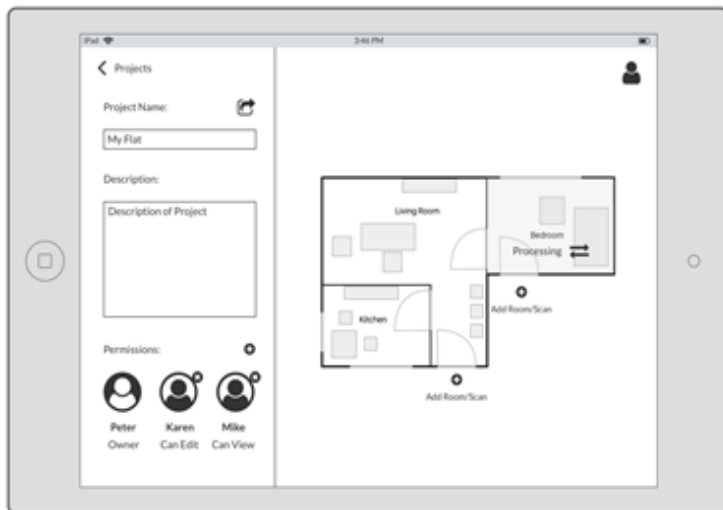 iPad
3:46 PM
Projects
Project Name:
My Flat
Description:
Description of Project
Permissions:
Peter
Owner
Karen
Can Edit
Mike
Can View
Living Room
Bedroom
Processing
Add Room/Scan
Kitchen
Add Room/Scan